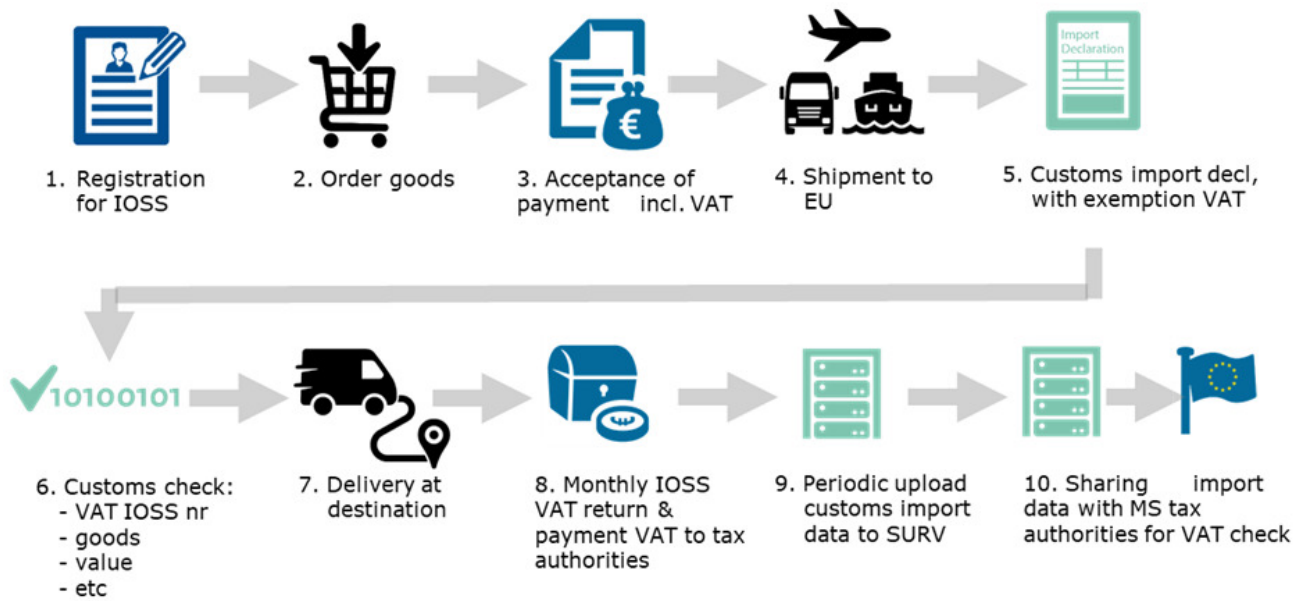 Import
Declaration
€
1. Registration
for IOSS
2. Order goods
3. Acceptance of
payment incl. VAT
4. Shipment to
EU
5. Customs import decl,
with exemption VAT
10100101
6. Customs check:
- VAT IOSS nr
- goods
- value
- etc
7. Delivery at
destination
8. Monthly IOSS
VAT return &
payment VAT to tax
authorities
9. Periodic upload
customs import
data to SURV
10. Sharing import
data with MS tax
authorities for VAT check